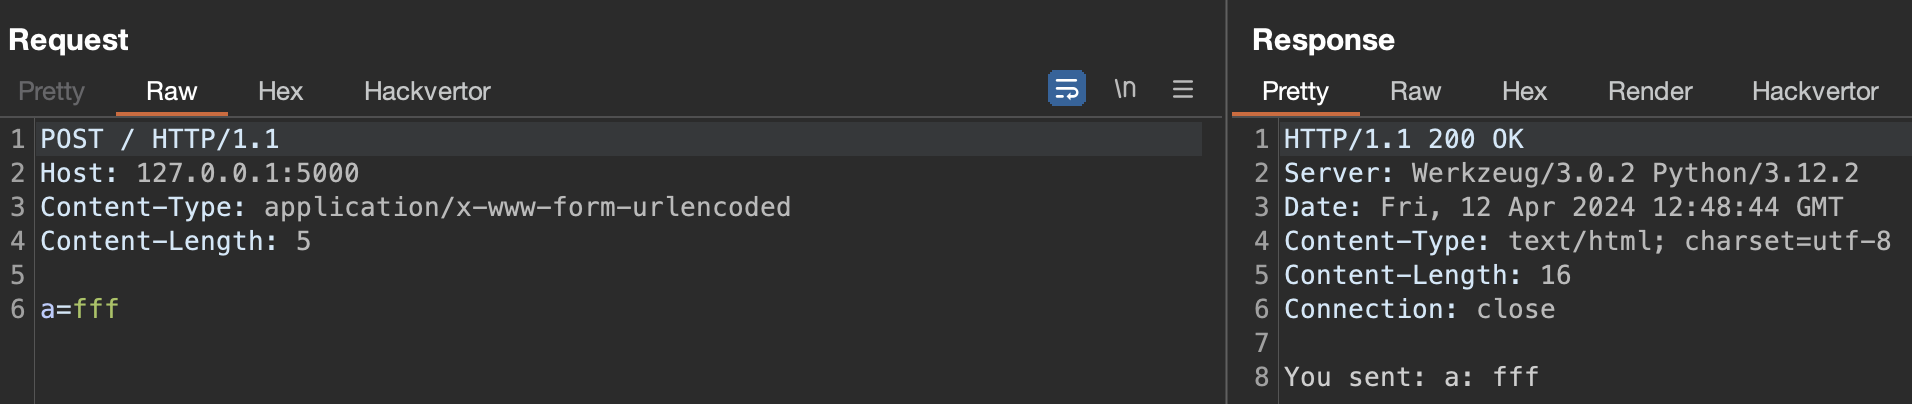 Request
Pretty Raw Hex Hackvertor \n
1 POST / HTTP/1.1
2 Host: 127.0.0.1:5000
3 Content-Type: application/x-www-form-urlencoded
4 Content-Length: 5
5
6 a=fff
Response
Pretty Raw Hex Render Hackvertor
1 HTTP/1.1 200 OK
2 Server: Werkzeug/3.0.2 Python/3.12.2
3 Date: Fri, 12 Apr 2024 12:48:44 GMT
4 Content-Type: text/html; charset=utf-8
5 Content-Length: 16
6 Connection: close
7
8 You sent: a: fff